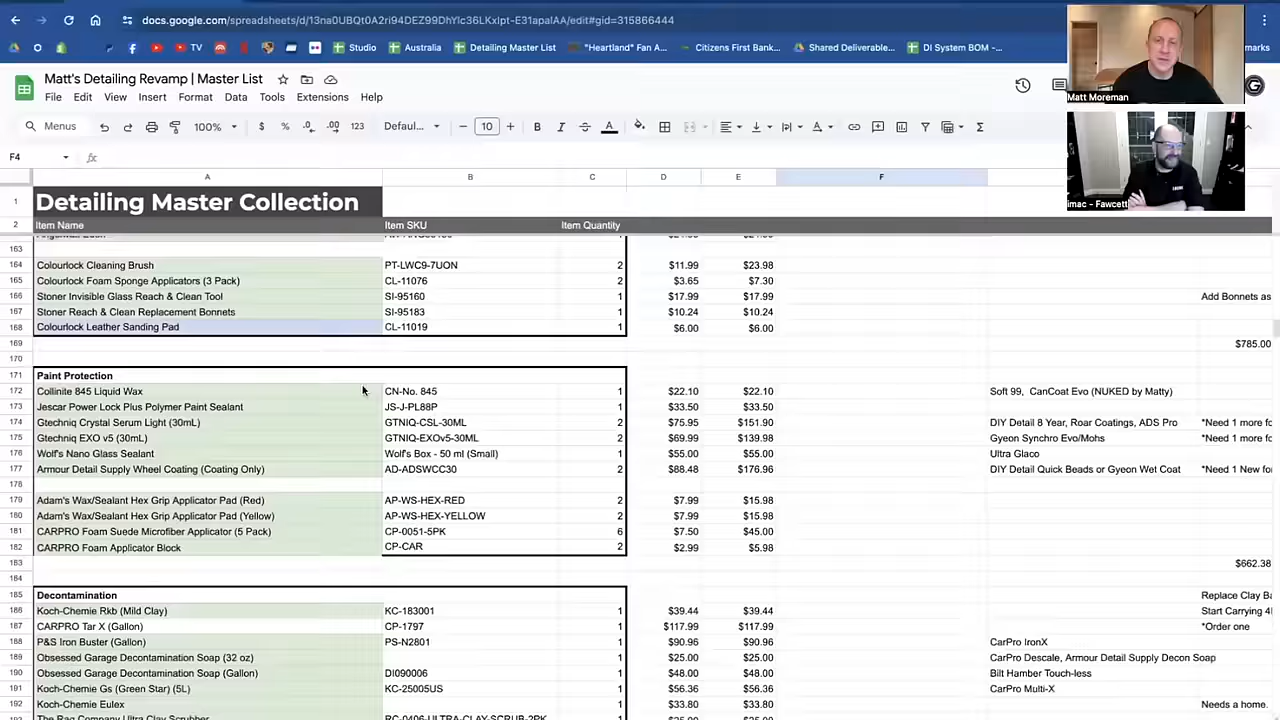 docs.google.com/spreadsheets/d/13na0UBQt0A2ri94DEZ99DhYlc36LKxIpt-E31apaIAA/edit#gid=315866444
TV Studio Australia Detailing Master List "Heartland" Fan A... Citizens First Bank... Shared Deliverable... DI System BOM -... marks
Matt's Detailing Revamp | Master List
File Edit View Insert Format Data Tools Extensions Help
Menus 100% $ % .0 .00 123 Defaul... 10 B I A
Matt Moreman
imac - Fawcett
F4 fx
A B C D E F
1 Detailing Master Collection
2 Item Name Item SKU Item Quantity
163
164 Colourlock Cleaning Brush PT-LWC9-7UON 2 $11.99 $23.98
165 Colourlock Foam Sponge Applicators (3 Pack) CL-11076 2 $3.65 $7.30
166 Stoner Invisible Glass Reach & Clean Tool SI-95160 1 $17.99 $17.99 Add Bonnets as
167 Stoner Reach & Clean Replacement Bonnets SI-95183 1 $10.24 $10.24
168 Colourlock Leather Sanding Pad CL-11019 1 $6.00 $6.00
169 $785.00
170
171 Paint Protection
172 Collinite 845 Liquid Wax CN-No. 845 1 $22.10 $22.10 Soft 99, CanCoat Evo (NUKED by Matty)
173 Jescar Power Lock Plus Polymer Paint Sealant JS-J-PL88P 1 $33.50 $33.50
174 Gtechniq Crystal Serum Light (30mL) GTNIQ-CSL-30ML 2 $75.95 $151.90 DIY Detail 8 Year, Roar Coatings, ADS Pro *Need 1 more fo
175 Gtechniq EXO v5 (30mL) GTNIQ-EXOv5-30ML 2 $69.99 $139.98 Gyeon Synchro Evo/Mohs *Need 1 more fo
176 Wolf's Nano Glass Sealant Wolf's Box - 50 ml (Small) 1 $55.00 $55.00 Ultra Glaco
177 Armour Detail Supply Wheel Coating (Coating Only) AD-ADSWCC30 2 $88.48 $176.96 DIY Detail Quick Beads or Gyeon Wet Coat *Need 1 New fo
178
179 Adam's Wax/Sealant Hex Grip Applicator Pad (Red) AP-WS-HEX-RED 2 $7.99 $15.98
180 Adam's Wax/Sealant Hex Grip Applicator Pad (Yellow) AP-WS-HEX-YELLOW 2 $7.99 $15.98
181 CARPRO Foam Suede Microfiber Applicator (5 Pack) CP-0051-5PK 6 $7.50 $45.00
182 CARPRO Foam Applicator Block CP-CAR 2 $2.99 $5.98
183 $662.38
184
185 Decontamination Replace Clay Ba
186 Koch-Chemie Rkb (Mild Clay) KC-183001 1 $39.44 $39.44 Start Carrying 4
187 CARPRO Tar X (Gallon) CP-1797 1 $117.99 $117.99 *Order one
188 P&S Iron Buster (Gallon) PS-N2801 1 $90.96 $90.96 CarPro IronX
189 Obsessed Garage Decontamination Soap (32 oz) 1 $25.00 $25.00 CarPro Descale, Armour Detail Supply Decon Soap
190 Obsessed Garage Decontamination Soap (Gallon) DI090006 1 $48.00 $48.00 Bilt Hamber Touch-less
191 Koch-Chemie Gs (Green Star) (5L) KC-25005US 1 $56.36 $56.36 CarPro Multi-X
192 Koch-Chemie Eulex 1 $33.80 $33.80 Needs a home.
The Rag Company Ultra Clay Scrubber RC-0406-ULTRA-CLAY-SCRUB-2PK